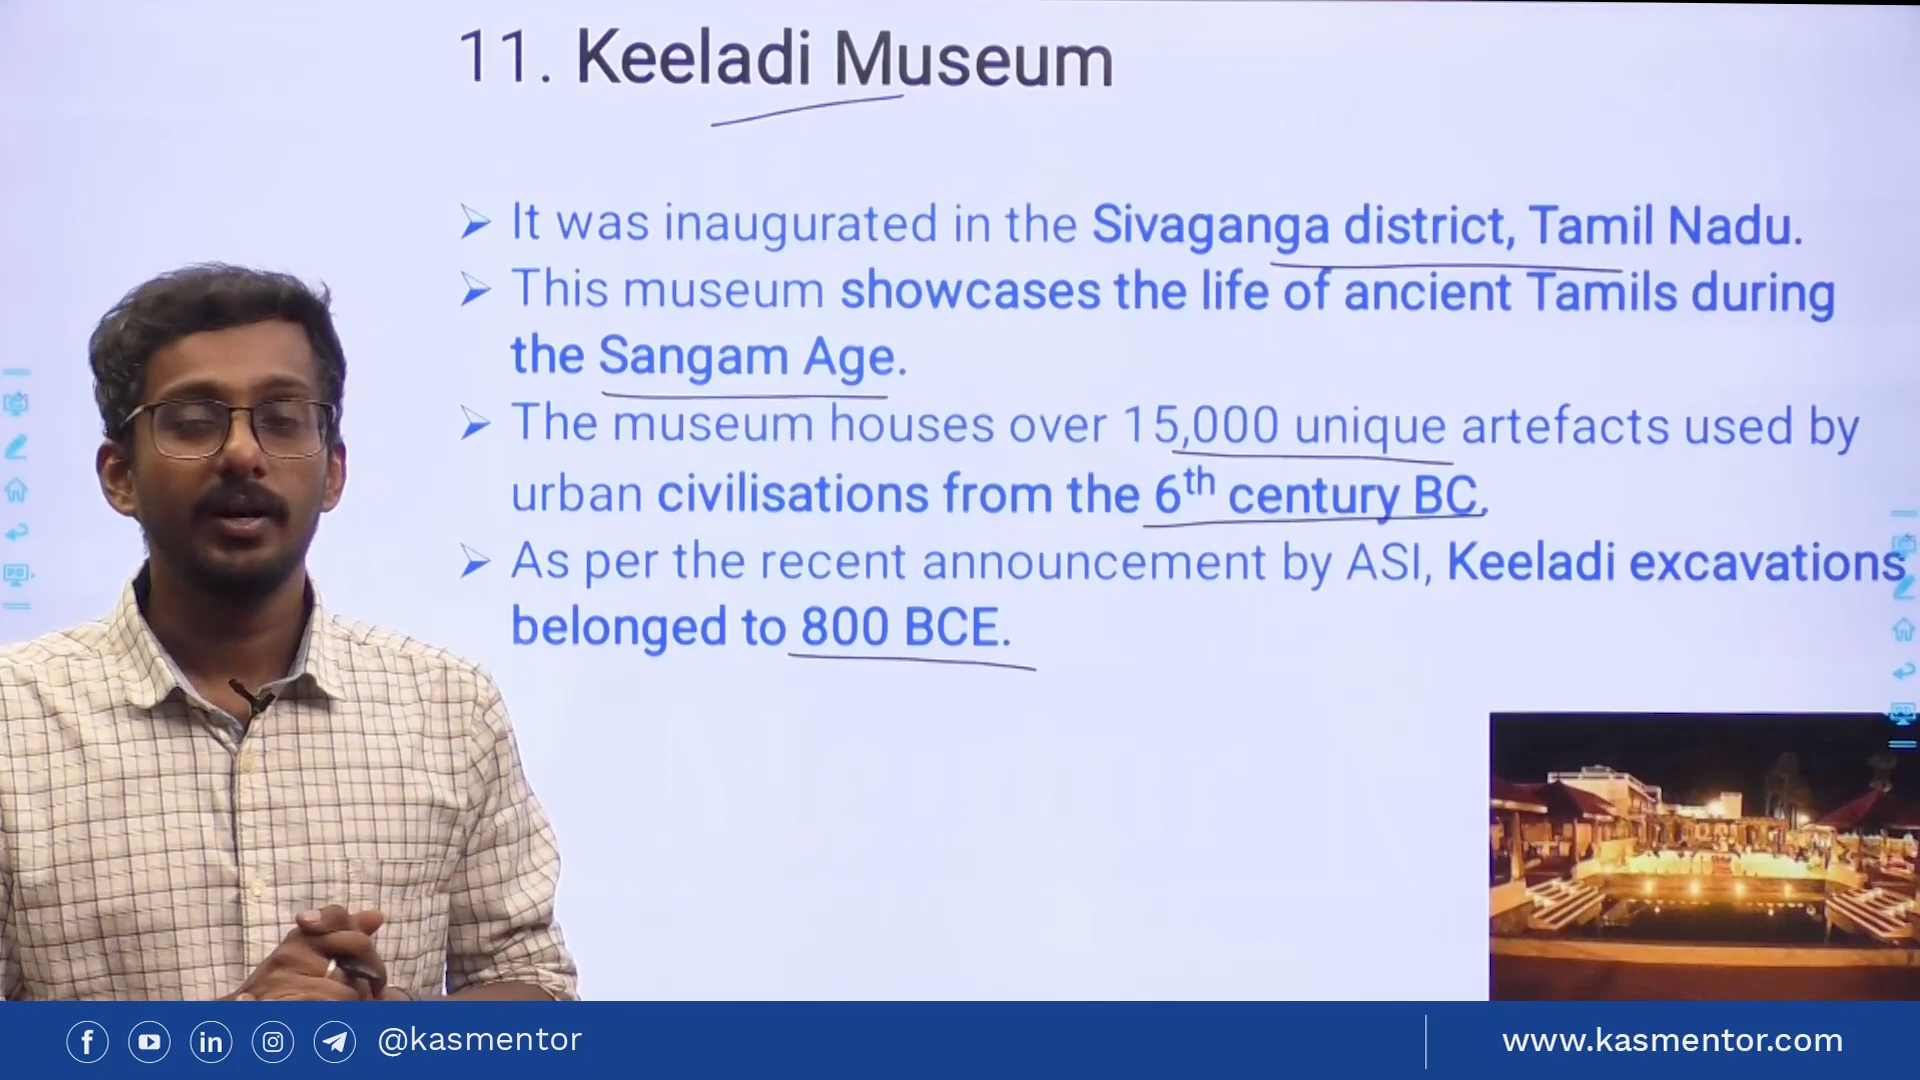 11. Keeladi Museum
It was inaugurated in the Sivaganga district, Tamil Nadu.
This museum showcases the life of ancient Tamils during
the Sangam Age.
The museum houses over 15,000 unique artefacts used by
urban civilisations from the 6th century BC.
As per the recent announcement by ASI, Keeladi excavations
belonged to 800 BCE.
@kasmentor
www.kasmentor.com